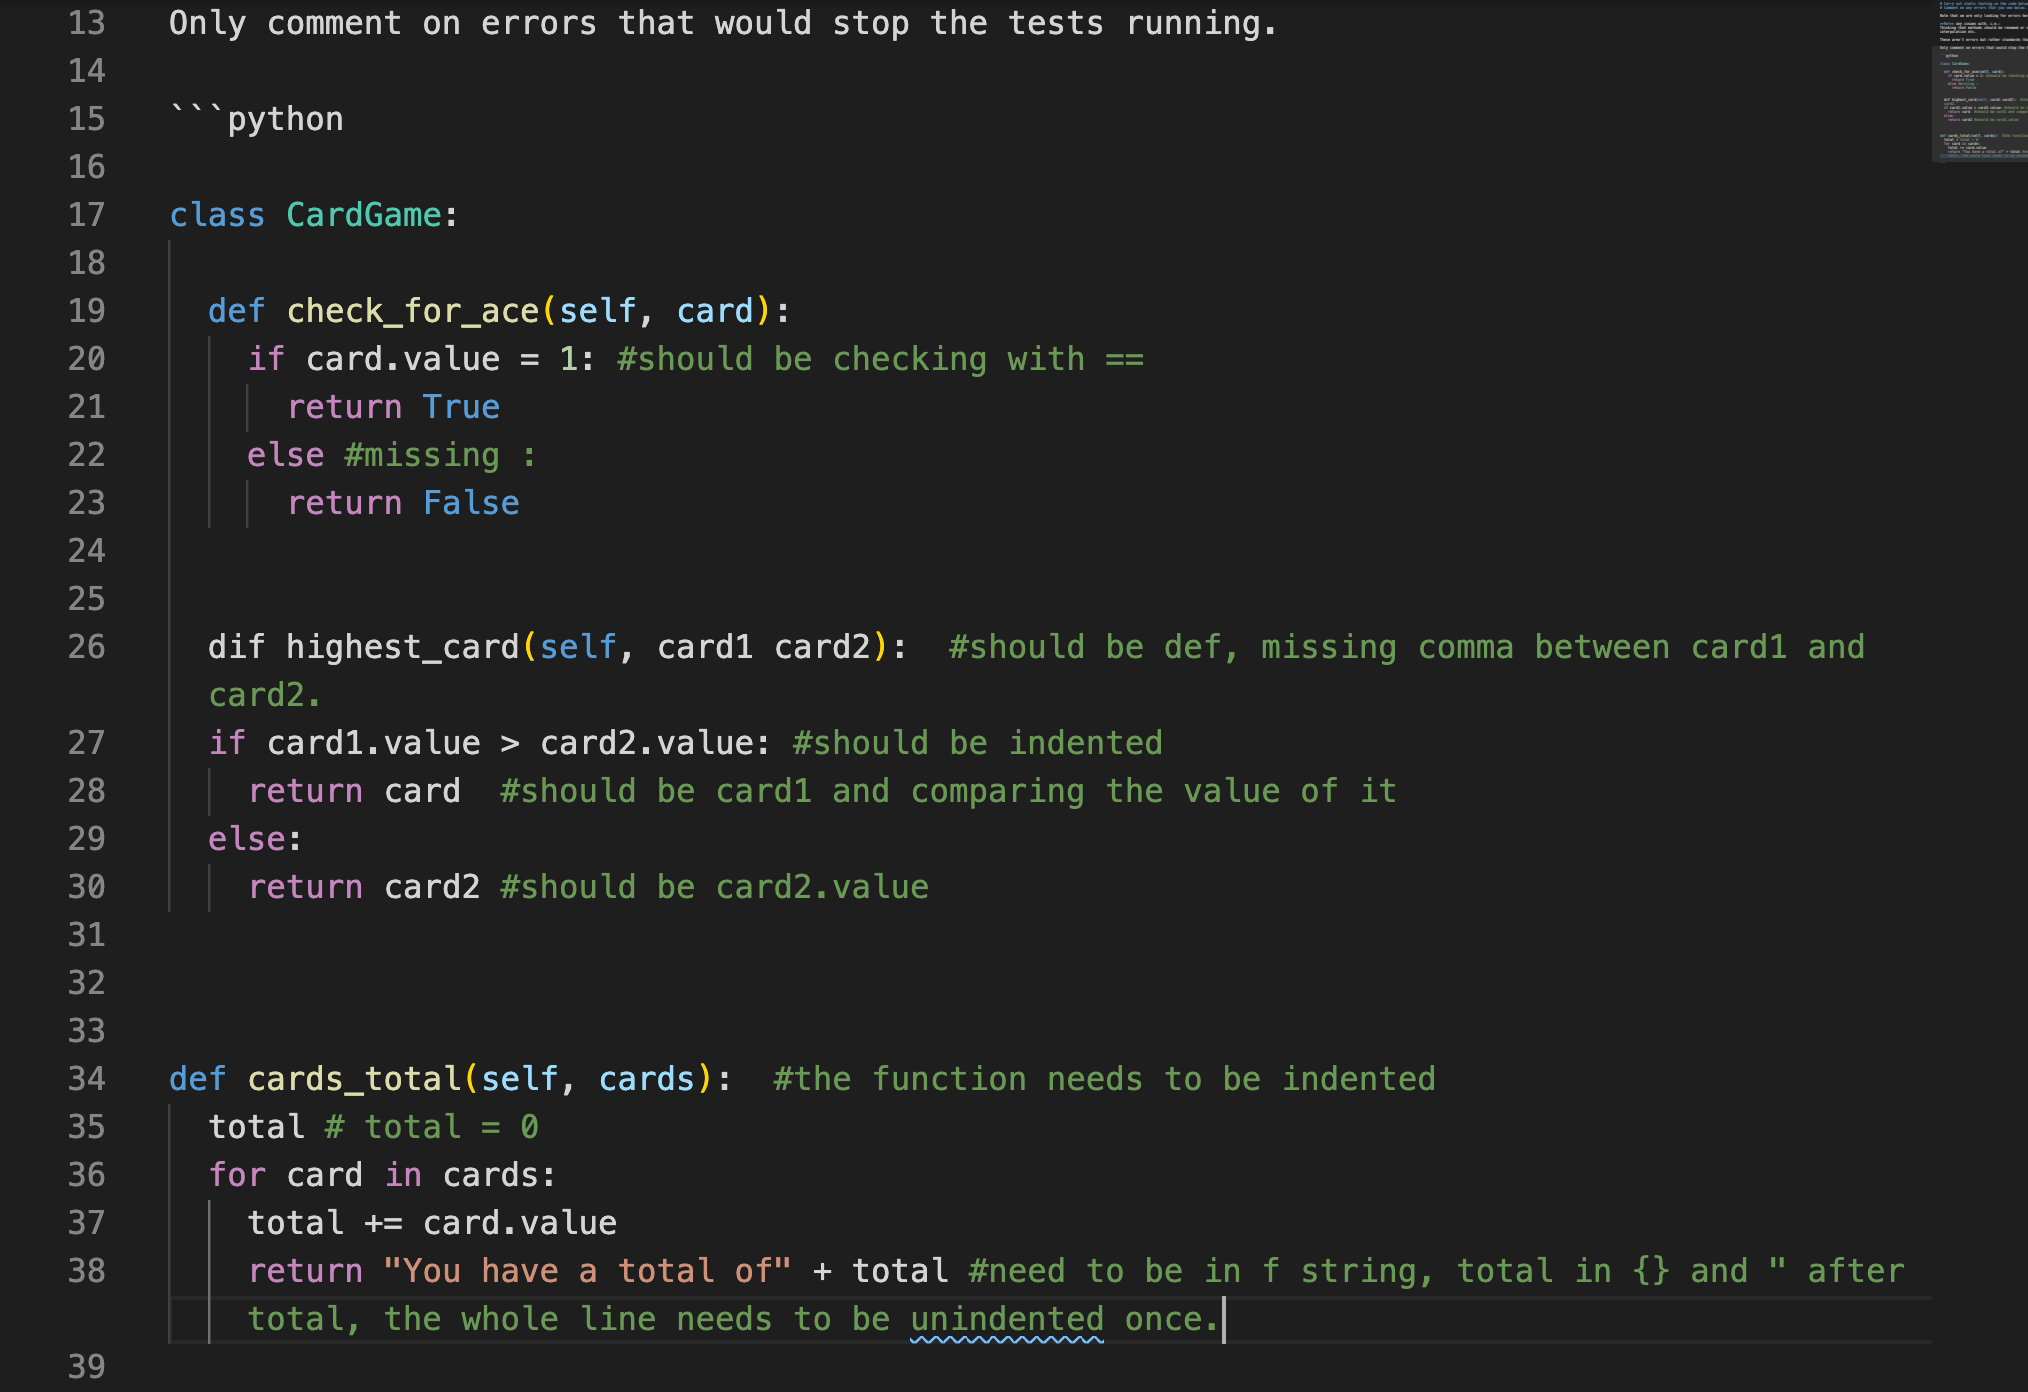 13 Only comment on errors that would stop the tests running.
14
15 ```python
16
17 class CardGame:
18
19 def check_for_ace(self, card):
20 if card.value = 1: #should be checking with ==
21 return True
22 else #missing :
23 return False
24
25
26 dif highest_card(self, card1 card2):  #should be def, missing comma between card1 and
card2.
27 if card1.value > card2.value: #should be indented
28 return card  #should be card1 and comparing the value of it
29 else:
30 return card2 #should be card2.value
31
32
33
34 def cards_total(self, cards):  #the function needs to be indented
35 total # total = 0
36 for card in cards:
37 total += card.value
38 return "You have a total of" + total #need to be in f string, total in {} and " after
total, the whole line needs to be unindented once.
39